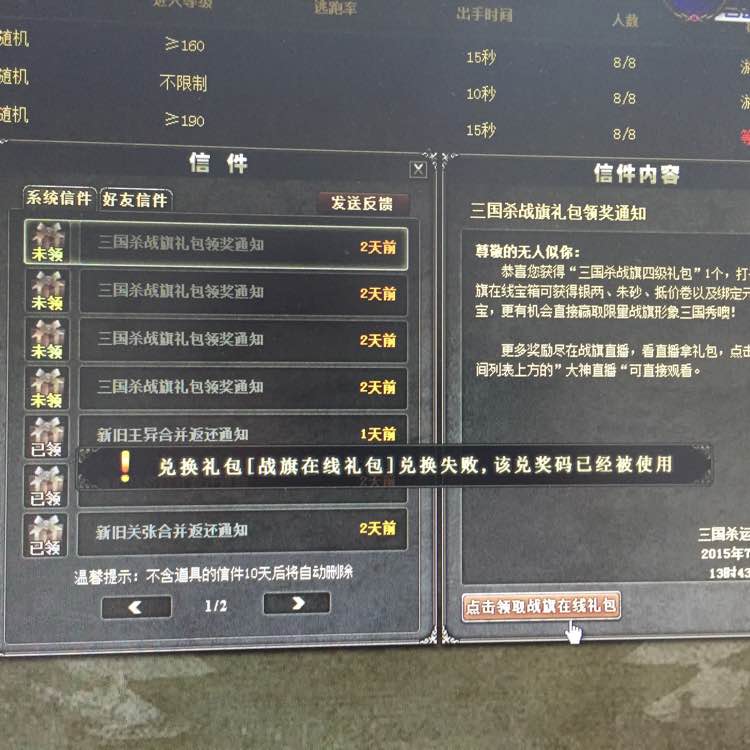 进入等级 逃跑率 出手时间 人数
随机 ≥160 15秒 8/8
随机 不限制 10秒 8/8
随机 ≥190 15秒 8/8
信 件
系统信件 好友信件 发送反馈
未领 三国杀战旗礼包领奖通知 2天前
未领 三国杀战旗礼包领奖通知 2天前
未领 三国杀战旗礼包领奖通知 2天前
未领 三国杀战旗礼包领奖通知 2天前
已领 新旧王异合并返还通知 1天前
已领
已领 新旧关张合并返还通知 2天前
温馨提示：不含道具的信件10天后将自动删除
1/2
兑换礼包[战旗在线礼包]兑换失败,该兑奖码已经被使用
信件内容
三国杀战旗礼包领奖通知
尊敬的无人似你：
恭喜您获得“三国杀战旗四级礼包”1个，打
旗在线宝箱可获得银两、朱砂、抵价卷以及绑定元
宝，更有机会直接赢取限量战旗形象三国秀噢！
更多奖励尽在战旗直播，看直播拿礼包，点击
间列表上方的”大神直播“可直接观看。
三国杀运
2015年7
13时43
点击领取战旗在线礼包